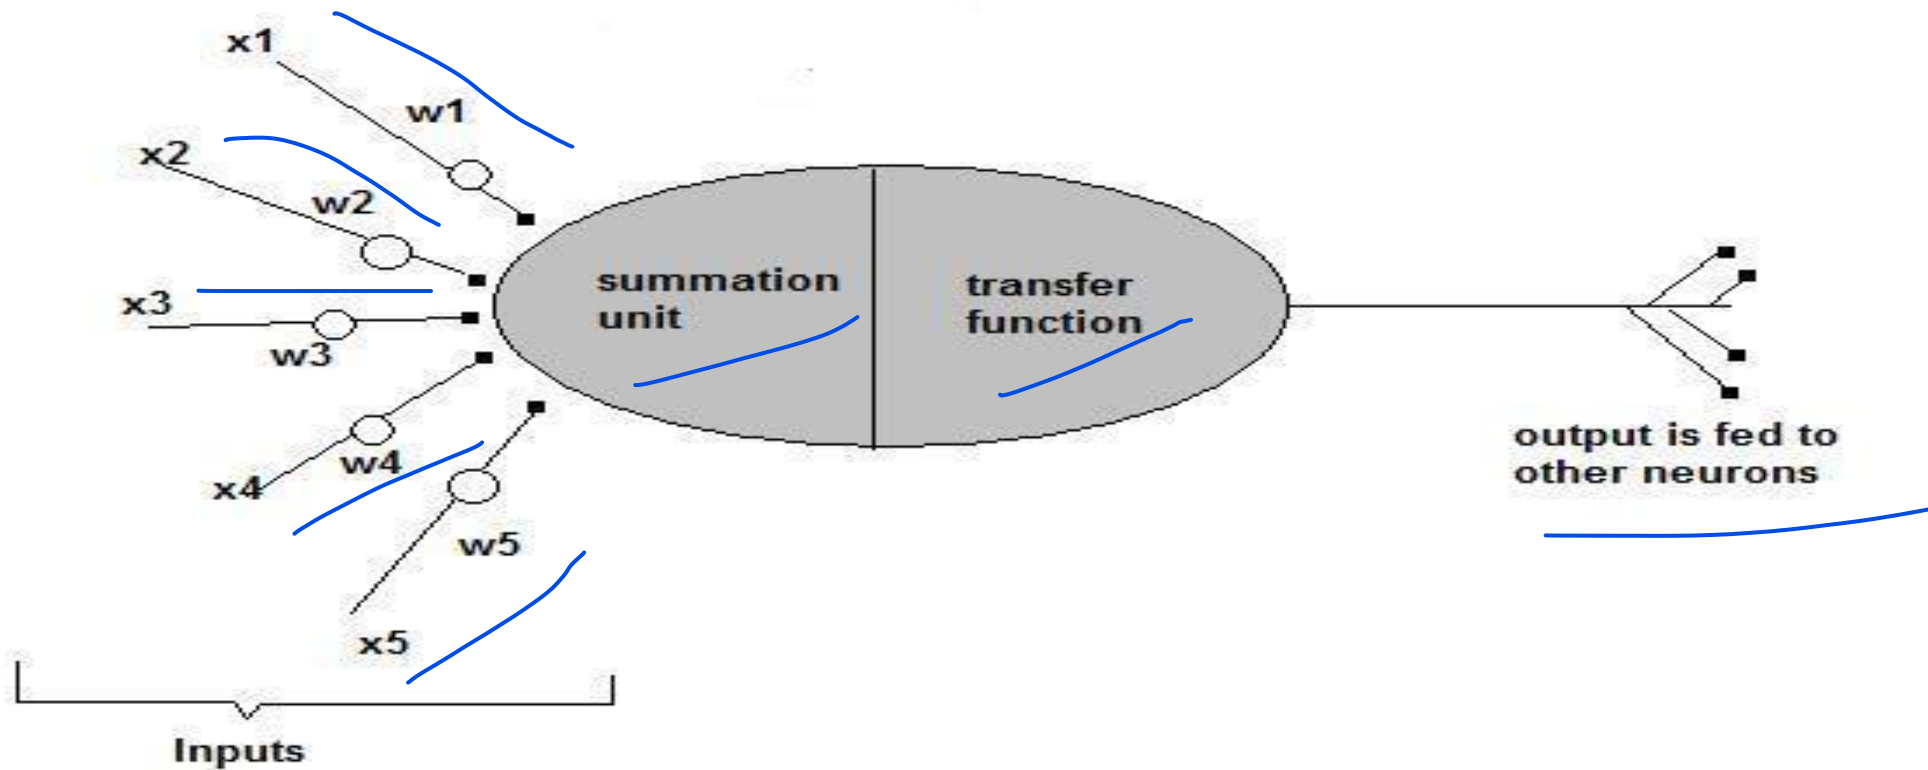 x1
w1
x2
w2
x3
w3
summation
unit
transfer
function
x4
w4
w5
x5
output is fed to
other neurons
Inputs